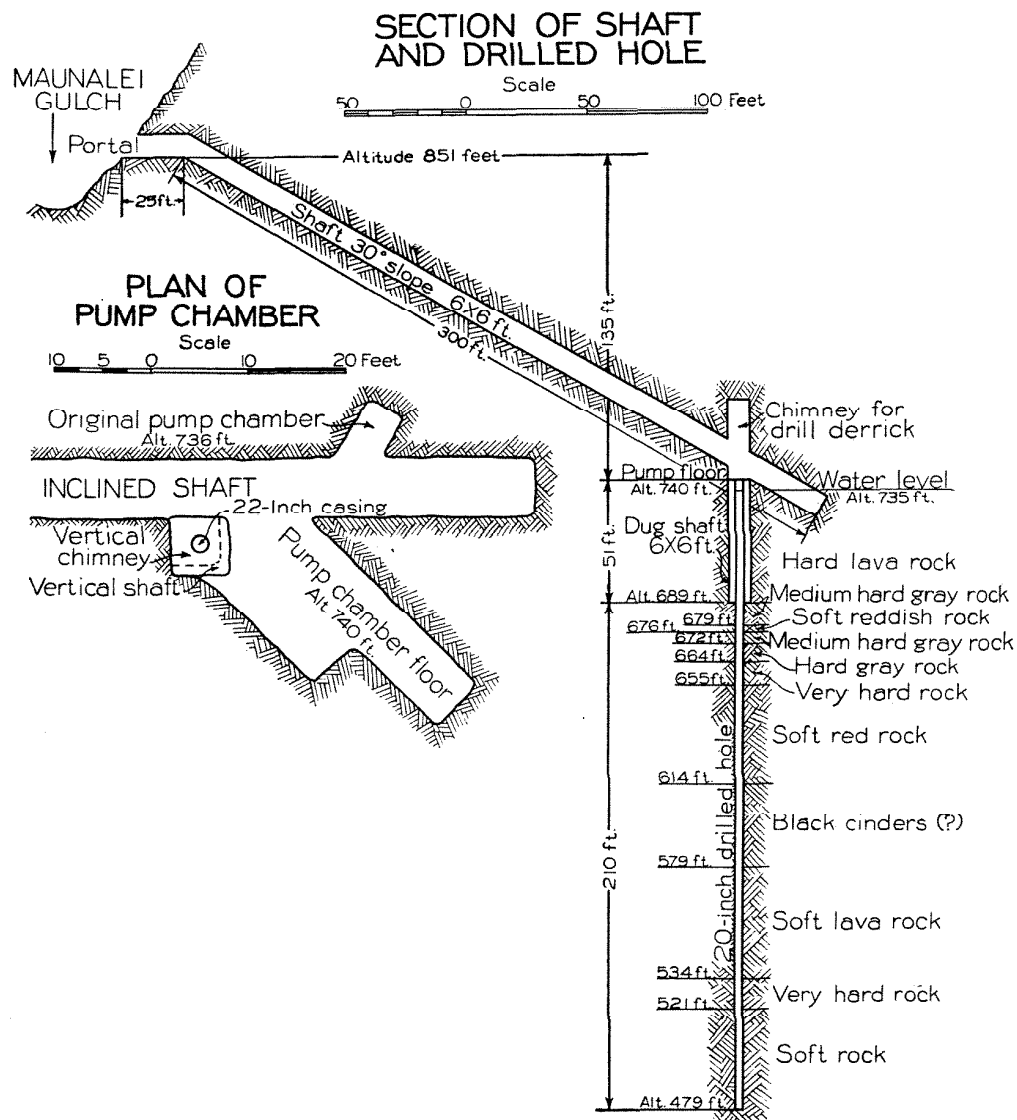 SECTION OF SHAFT
AND DRILLED HOLE
Scale
50 0 50 100 Feet
MAUNALEI
GULCH
Portal
Altitude 851 feet
25ft.
Shaft 30° slope 6X6 ft.
300 ft.
135 ft.
PLAN OF
PUMP CHAMBER
Scale
10 5 0 10 20 Feet
Original pump chamber
Alt. 736 ft.
INCLINED SHAFT
22-Inch casing
Vertical
chimney
Vertical shaft
Pump chamber floor
Alt. 740 ft.
Chimney for
drill derrick
Pump floor
Alt. 740 ft.
Water level
Alt. 735 ft.
Dug shaft
6X6 ft.
51 ft.
Hard lava rock
Alt. 689 ft.
Medium hard gray rock
679 ft.
Soft reddish rock
676 ft.
672 ft.
Medium hard gray rock
664 ft.
Hard gray rock
655 ft.
Very hard rock
Soft red rock
20-inch drilled hole
614 ft.
Black cinders (?)
579 ft.
210 ft.
Soft lava rock
534 ft.
Very hard rock
521 ft.
Soft rock
Alt. 479 ft.